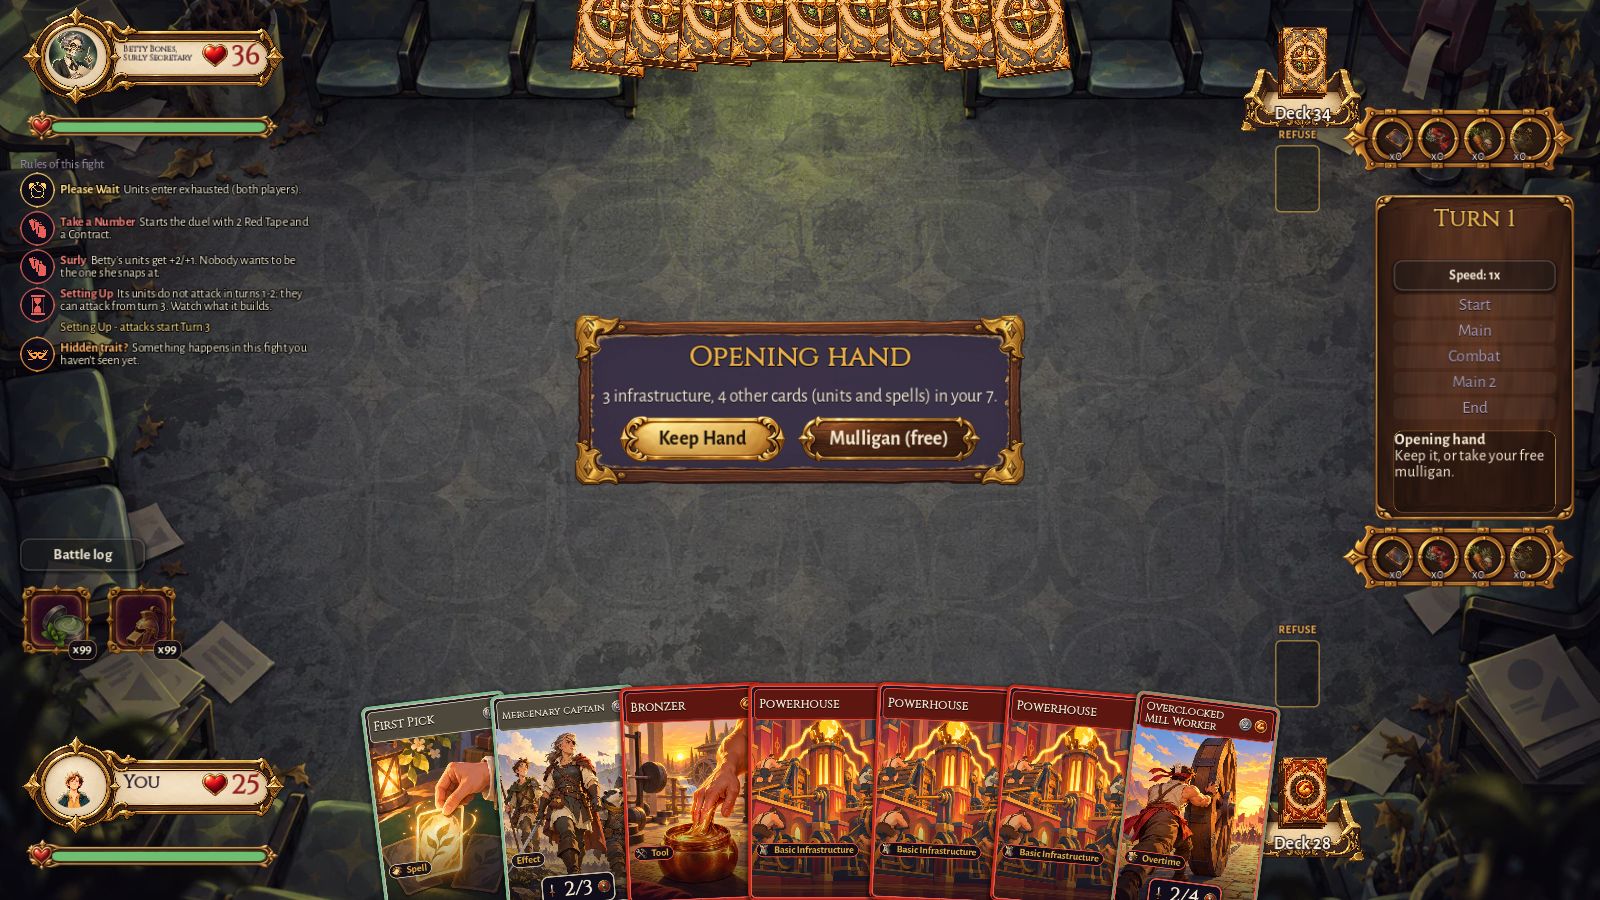 Betty Bones,
Surly Secretary
36
Rules of this fight
Please Wait Units enter exhausted (both players).
Take a Number Starts the duel with 2 Red Tape and
a Contract.
Surly Betty's units get +2/+1. Nobody wants to
be the one she snaps at.
Setting Up Its units do not attack in turns 1-2; they
can attack from turn 3. Watch what it builds.
Setting Up - attacks start Turn 3
Hidden trait? Something happens in this fight you
haven't seen yet.
Deck 34
REFUSE
x0 x0 x0 x0
Turn 1
Speed: 1x
Start
Main
Combat
Main 2
End
Opening hand
Keep it, or take your free
mulligan.
Opening Hand
3 infrastructure, 4 other cards (units and spells) in your 7.
Keep Hand
Mulligan (free)
Battle log
x99 x99
x0 x0 x0 x0
REFUSE
You
25
First Pick
Spell
Mercenary Captain
Effect
2/3
Bronzer
Tool
Powerhouse
Basic Infrastructure
Powerhouse
Basic Infrastructure
Powerhouse
Basic Infrastructure
Overclocked
Mill Worker
Overtime
2/4
Deck 28